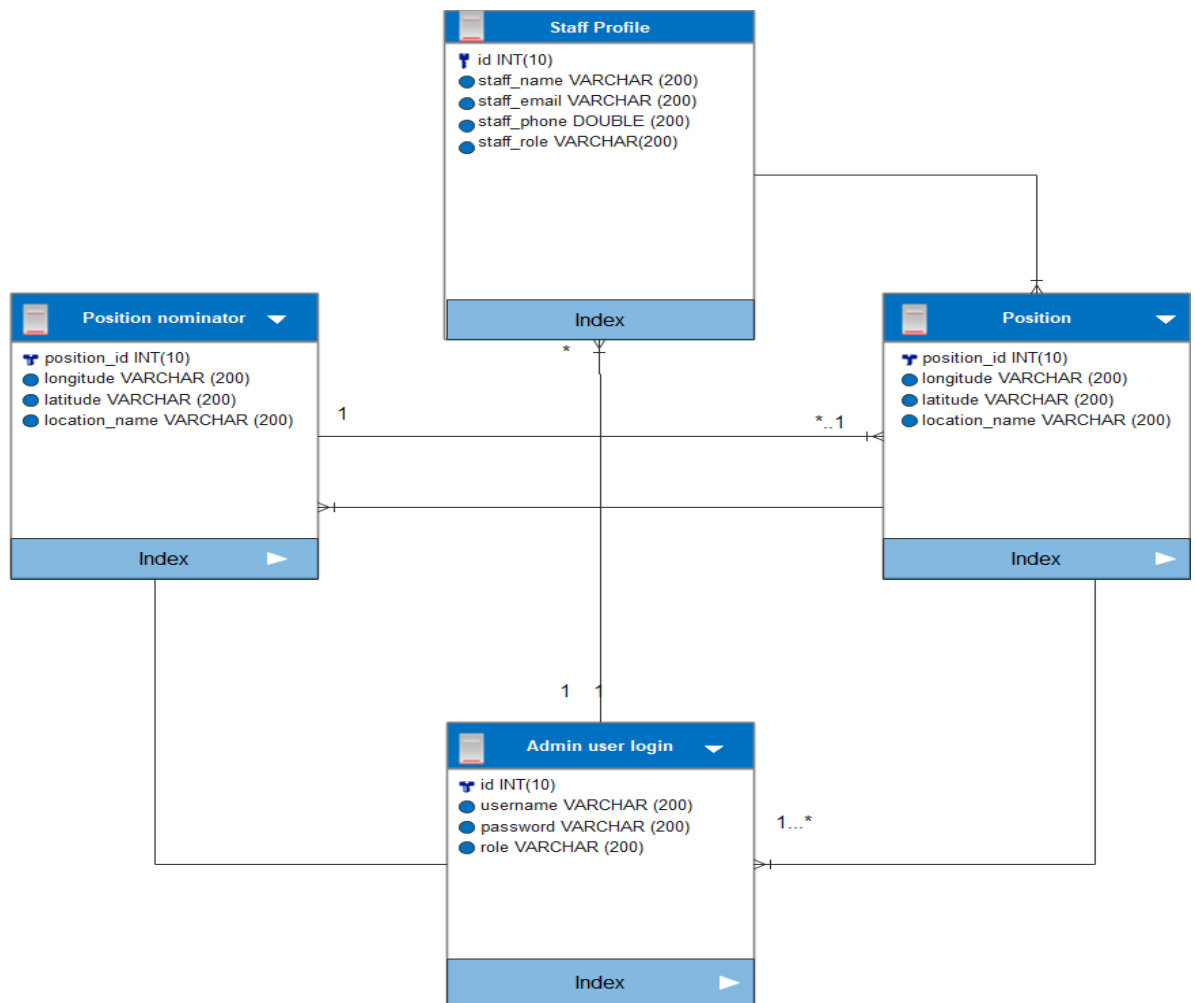 Staff Profile
id INT(10)
staff_name VARCHAR (200)
staff_email VARCHAR (200)
staff_phone DOUBLE (200)
staff_role VARCHAR(200)
Index
*
Position nominator
position_id INT(10)
longitude VARCHAR (200)
latitude VARCHAR (200)
location_name VARCHAR (200)
Index
1
*..1
Position
position_id INT(10)
longitude VARCHAR (200)
latitude VARCHAR (200)
location_name VARCHAR (200)
Index
1 1
Admin user login
id INT(10)
username VARCHAR (200)
password VARCHAR (200)
role VARCHAR (200)
Index
1...*